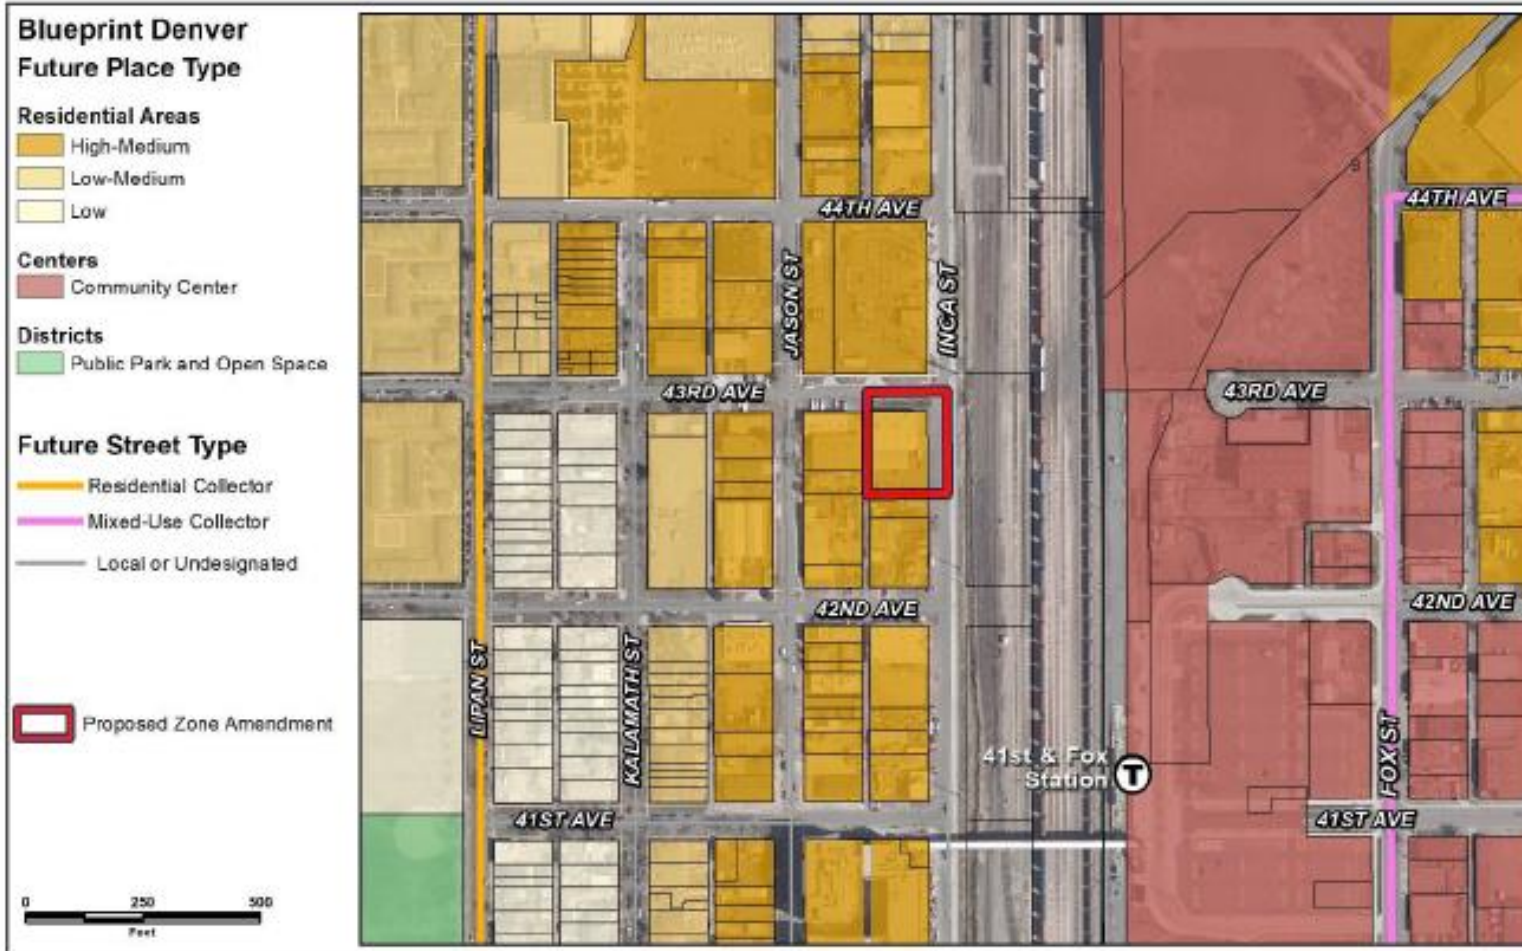 Blueprint Denver
Future Place Type
Residential Areas
High-Medium
Low-Medium
Low
Centers
Community Center
Districts
Public Park and Open Space
Future Street Type
Residential Collector
Mixed-Use Collector
Local or Undesignated
Proposed Zone Amendment
0 250 500
Feet
44TH AVE
44TH AVE
JASON ST
INCA ST
43RD AVE
43RD AVE
42ND AVE
42ND AVE
LIPAN ST
KALAMATH ST
41st & Fox
Station
T
FOX ST
41ST AVE
41ST AVE